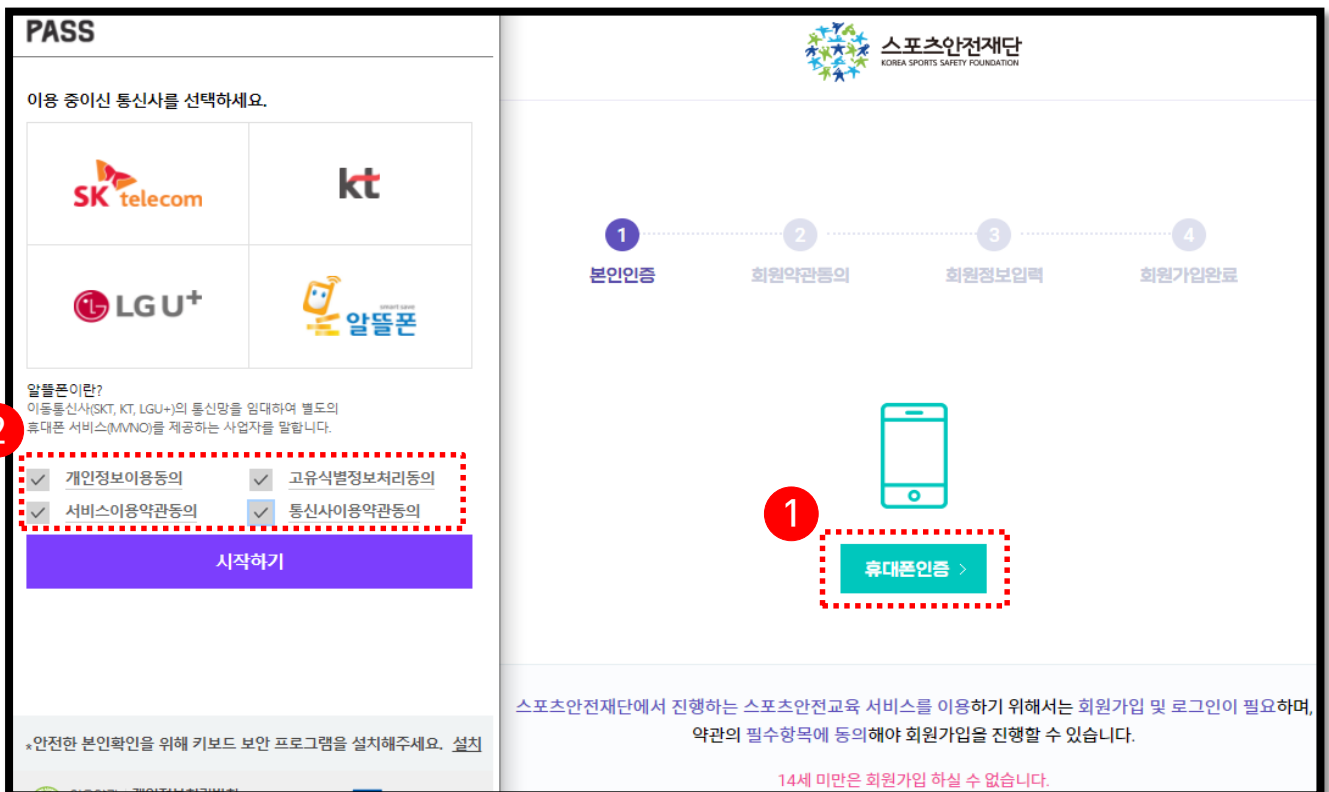 PASS
이용 중이신 통신사를 선택하세요.
SK telecom
kt
LG U+
smart save
알뜰폰
알뜰폰이란?
이동통신사(SKT, KT, LGU+)의 통신망을 임대하여 별도의
휴대폰 서비스(MVNO)를 제공하는 사업자를 말합니다.
2
개인정보이용동의
고유식별정보처리동의
서비스이용약관동의
통신사이용약관동의
시작하기
*안전한 본인확인을 위해 키보드 보안 프로그램을 설치해주세요. 설치
스포츠안전재단
KOREA SPORTS SAFETY FOUNDATION
1
2
3
4
본인인증
회원약관동의
회원정보입력
회원가입완료
1
휴대폰인증 >
스포츠안전재단에서 진행하는 스포츠안전교육 서비스를 이용하기 위해서는 회원가입 및 로그인이 필요하며,
약관의 필수항목에 동의해야 회원가입을 진행할 수 있습니다.
14세 미만은 회원가입 하실 수 없습니다.